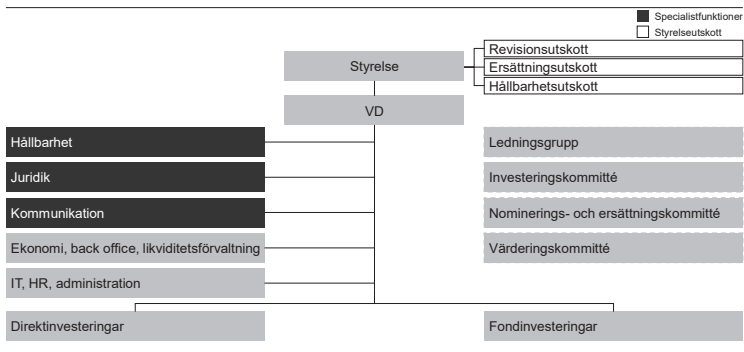 Specialistfunktioner
Styrelseutskott
Styrelse
Revisionsutskott
Ersättningsutskott
Hållbarhetsutskott
VD
Hållbarhet
Juridik
Kommunikation
Ekonomi, back office, likviditetsförvaltning
IT, HR, administration
Ledningsgrupp
Investeringskommitté
Nominerings- och ersättningskommitté
Värderingskommitté
Direktinvesteringar
Fondinvesteringar